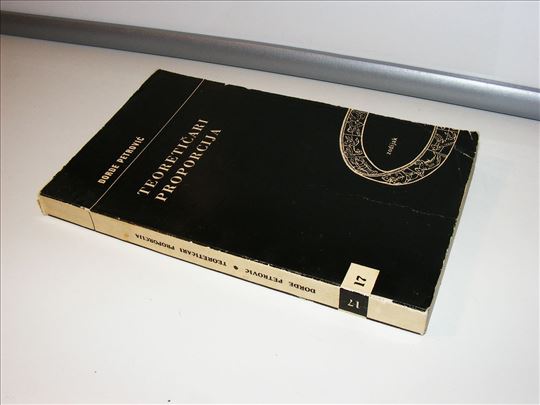 ĐORĐE PETROVIĆ
TEORETIČARI
PROPORCIJA
zodijak
17
ĐORĐE PETROVIĆ • TEORETIČARI PROPORCIJA
17